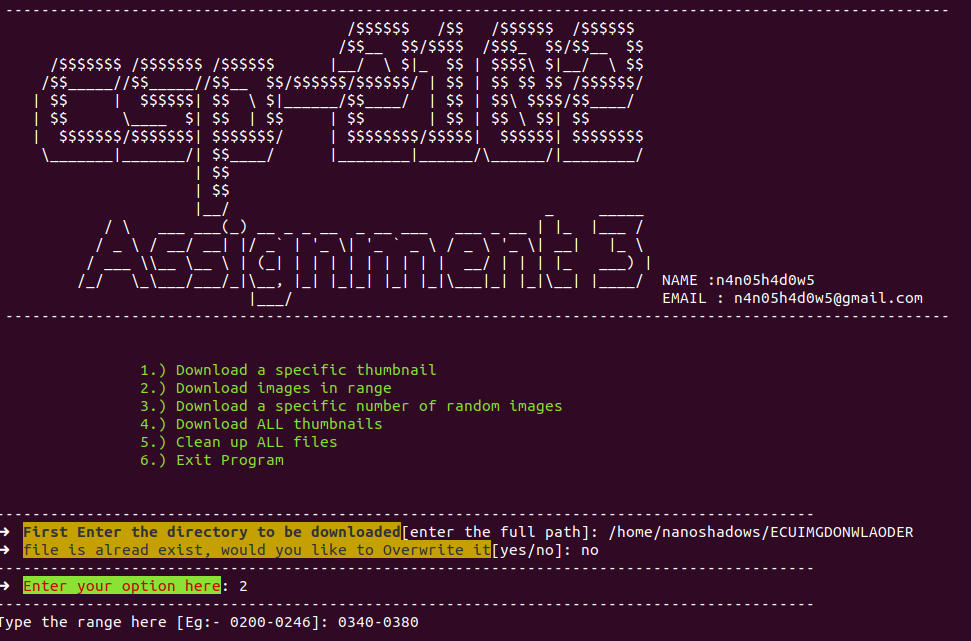 CSP2102
Assignment 3
NAME :n4n05h4d0w5
EMAIL : n4n05h4d0w5@gmail.com
1.) Download a specific thumbnail
2.) Download images in range
3.) Download a specific number of random images
4.) Download ALL thumbnails
5.) Clean up ALL files
6.) Exit Program
→ First Enter the directory to be downloaded[enter the full path]: /home/nanoshadows/ECUIMGDONWLAODER
→ file is alread exist, would you like to Overwrite it[yes/no]: no
→ Enter your option here: 2
Type the range here [Eg:- 0200-0246]: 0340-0380